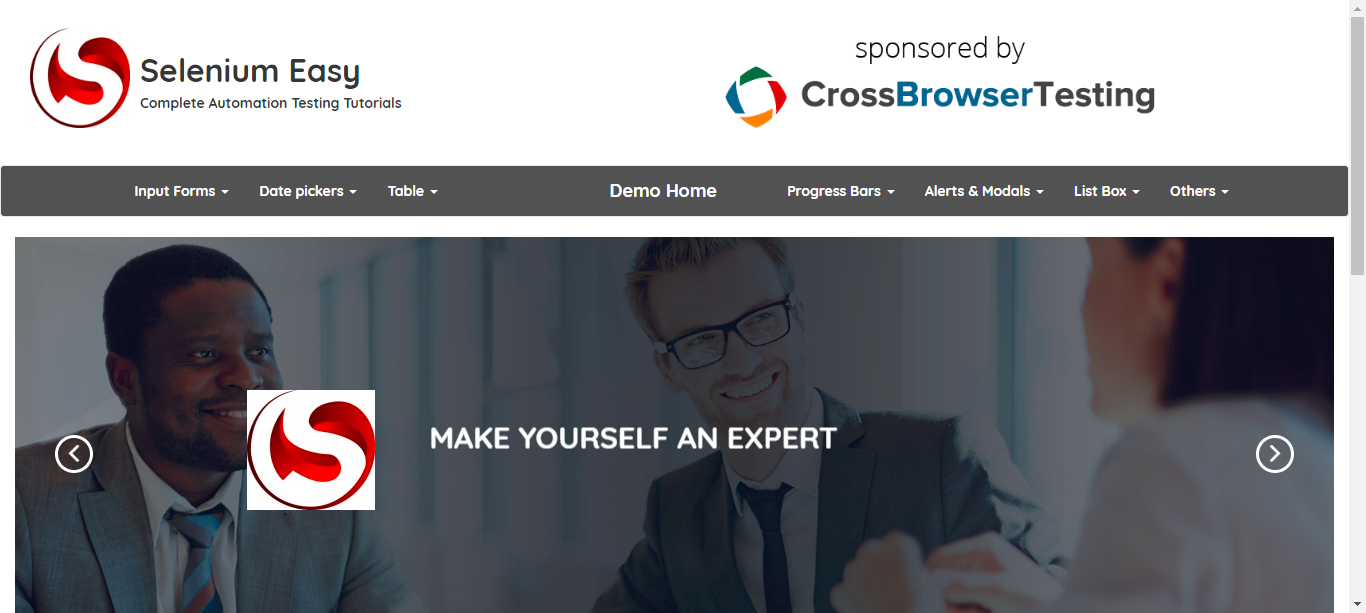 Selenium Easy
Complete Automation Testing Tutorials
sponsored by
CrossBrowserTesting
Input Forms
Date pickers
Table
Demo Home
Progress Bars
Alerts & Modals
List Box
Others
MAKE YOURSELF AN EXPERT